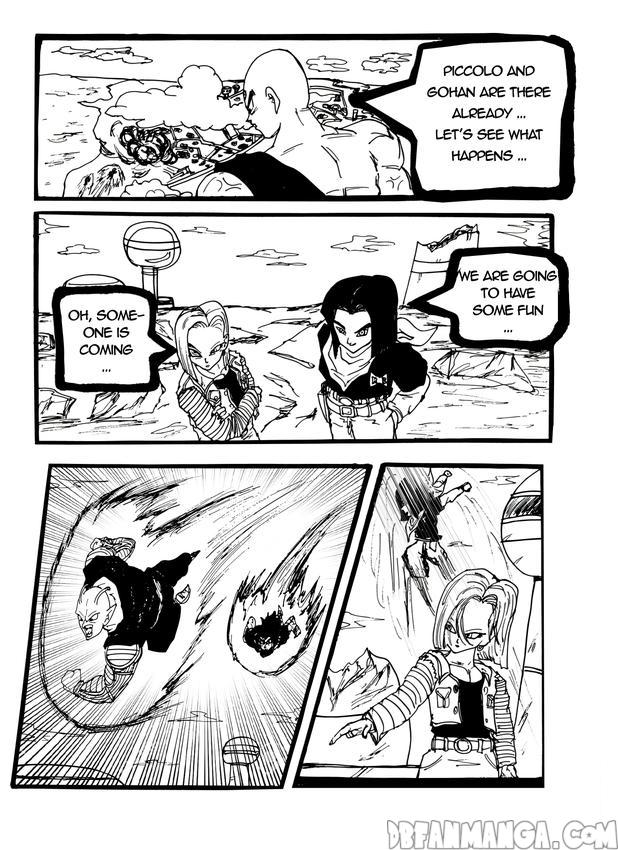 PICCOLO AND
GOHAN ARE THERE
ALREADY ...
LET'S SEE WHAT
HAPPENS ...
OH, SOME-
ONE IS
COMING
...
WE ARE GOING
TO HAVE
SOME FUN
...
DBFANMANGA.COM